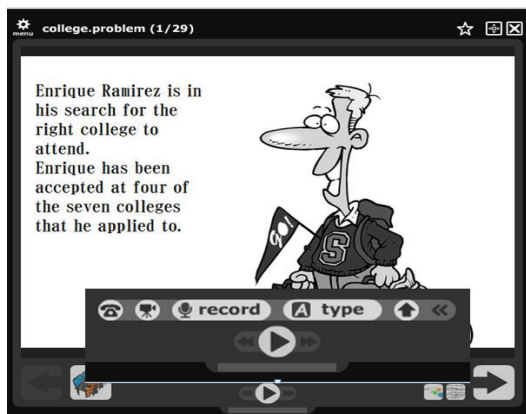 menu
college.problem (1/29)
Enrique Ramirez is in
his search for the
right college to
attend.
Enrique has been
accepted at four of
the seven colleges
that he applied to.
GO!
S
record
A type